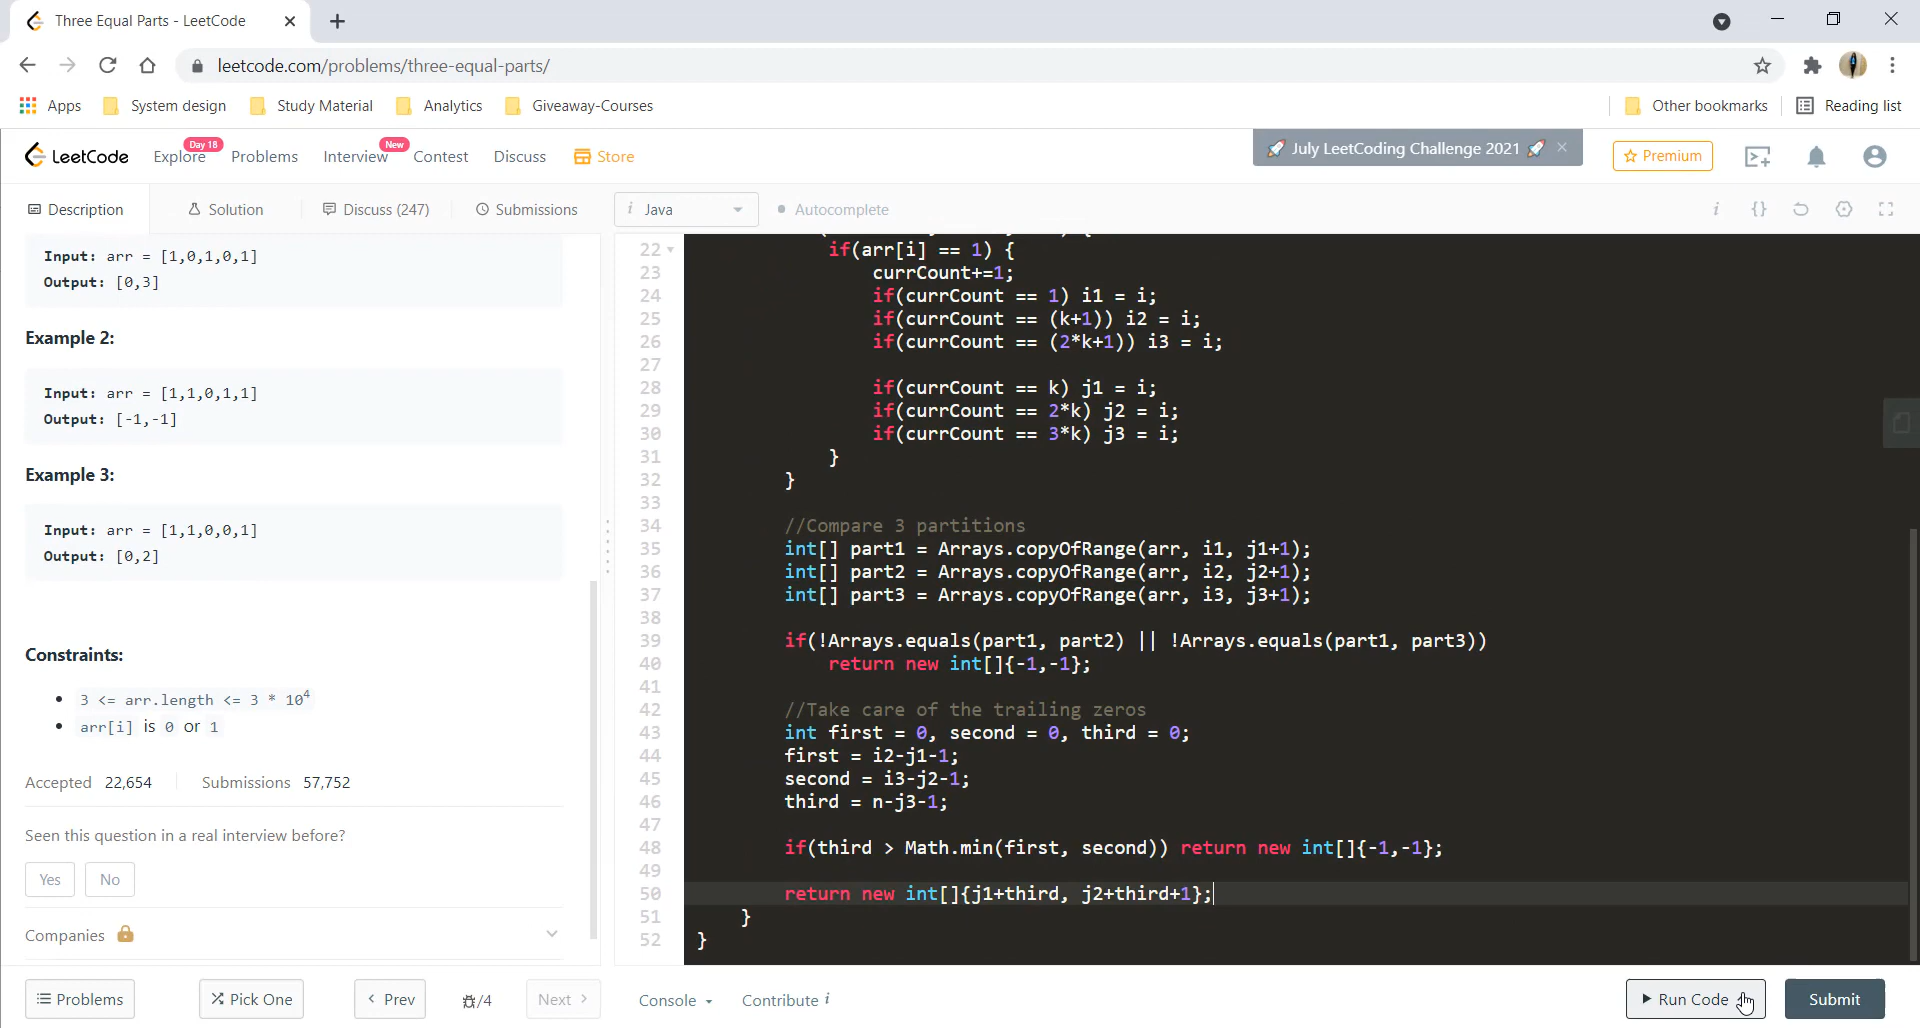 Three Equal Parts - LeetCode
leetcode.com/problems/three-equal-parts/
Apps System design Study Material Analytics Giveaway-Courses Other bookmarks Reading list
LeetCode Explore Day 18 Problems Interview New Contest Discuss Store July LeetCoding Challenge 2021 Premium
Description Solution Discuss (247) Submissions i Java Autocomplete
Input: arr = [1,0,1,0,1]
Output: [0,3]
Example 2:
Input: arr = [1,1,0,1,1]
Output: [-1,-1]
Example 3:
Input: arr = [1,1,0,0,1]
Output: [0,2]
Constraints:
3 <= arr.length <= 3 * 10⁴
arr[i] is 0 or 1
Accepted 22,654 Submissions 57,752
Seen this question in a real interview before?
Yes No
Companies
22 if(arr[i] == 1) {
23 currCount+=1;
24 if(currCount == 1) i1 = i;
25 if(currCount == (k+1)) i2 = i;
26 if(currCount == (2*k+1)) i3 = i;
27
28 if(currCount == k) j1 = i;
29 if(currCount == 2*k) j2 = i;
30 if(currCount == 3*k) j3 = i;
31 }
32 }
33
34 //Compare 3 partitions
35 int[] part1 = Arrays.copyOfRange(arr, i1, j1+1);
36 int[] part2 = Arrays.copyOfRange(arr, i2, j2+1);
37 int[] part3 = Arrays.copyOfRange(arr, i3, j3+1);
38
39 if(!Arrays.equals(part1, part2) || !Arrays.equals(part1, part3))
40 return new int[]{-1,-1};
41
42 //Take care of the trailing zeros
43 int first = 0, second = 0, third = 0;
44 first = i2-j1-1;
45 second = i3-j2-1;
46 third = n-j3-1;
47
48 if(third > Math.min(first, second)) return new int[]{-1,-1};
49
50 return new int[]{j1+third, j2+third+1};
51 }
52 }
Problems Pick One Prev /4 Next Console Contribute i Run Code Submit